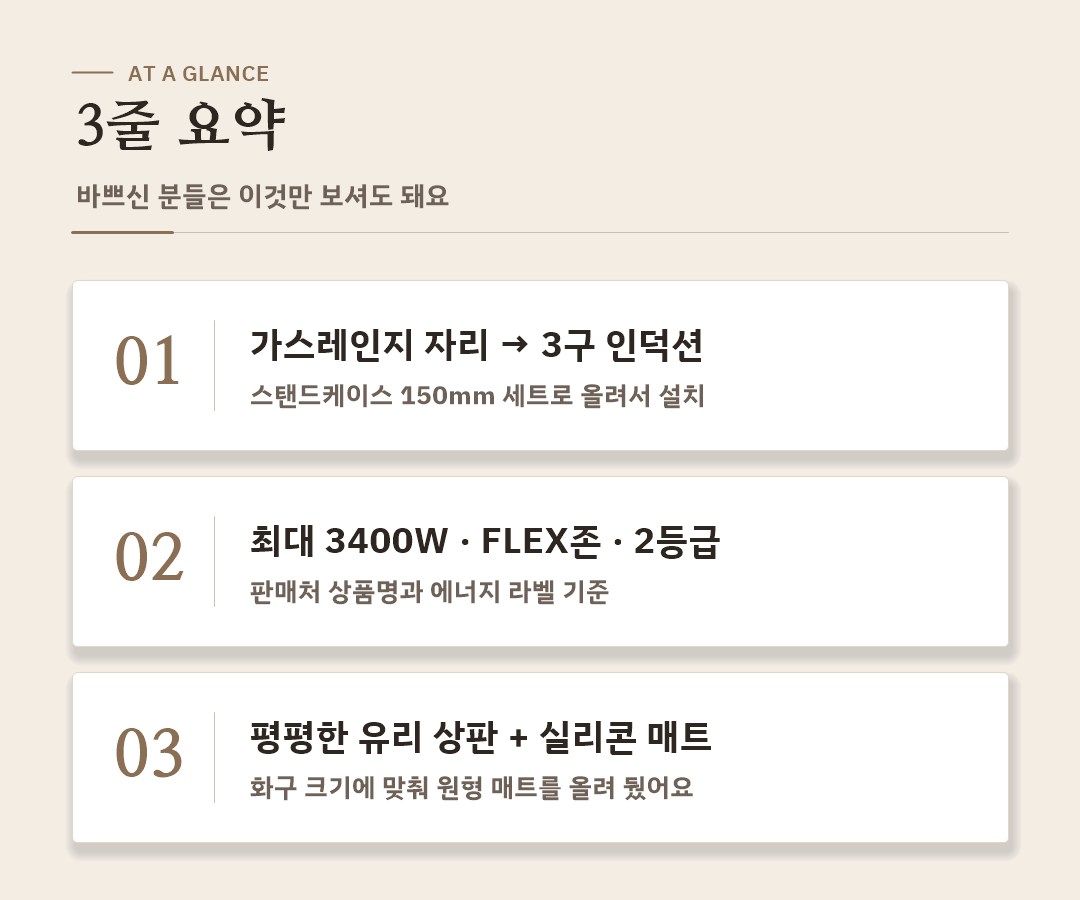 AT A GLANCE
3줄 요약
바쁘신 분들은 이것만 보셔도 돼요
01
가스레인지 자리 → 3구 인덕션
스탠드케이스 150mm 세트로 올려서 설치
02
최대 3400W · FLEX존 · 2등급
판매처 상품명과 에너지 라벨 기준
03
평평한 유리 상판 + 실리콘 매트
화구 크기에 맞춰 원형 매트를 올려 뒀어요